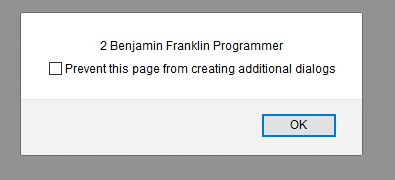 2 Benjamin Franklin Programmer
Prevent this page from creating additional dialogs
OK